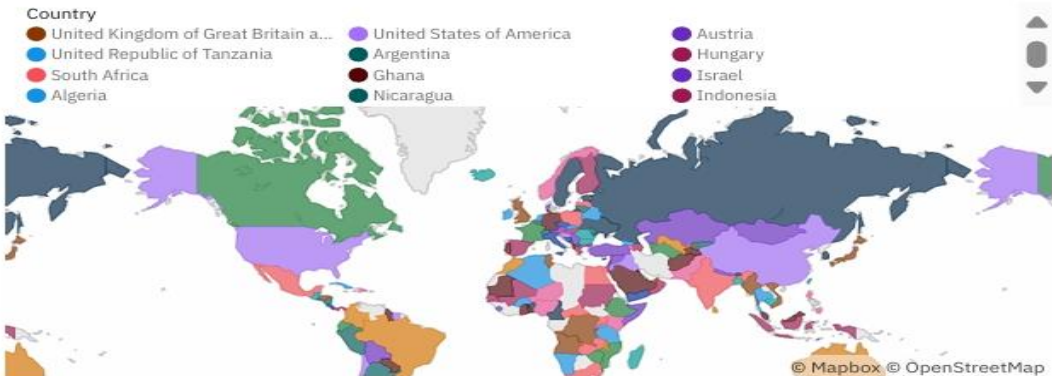 Country
United Kingdom of Great Britain a... United States of America Austria
United Republic of Tanzania Argentina Hungary
South Africa Ghana Israel
Algeria Nicaragua Indonesia
© Mapbox © OpenStreetMap